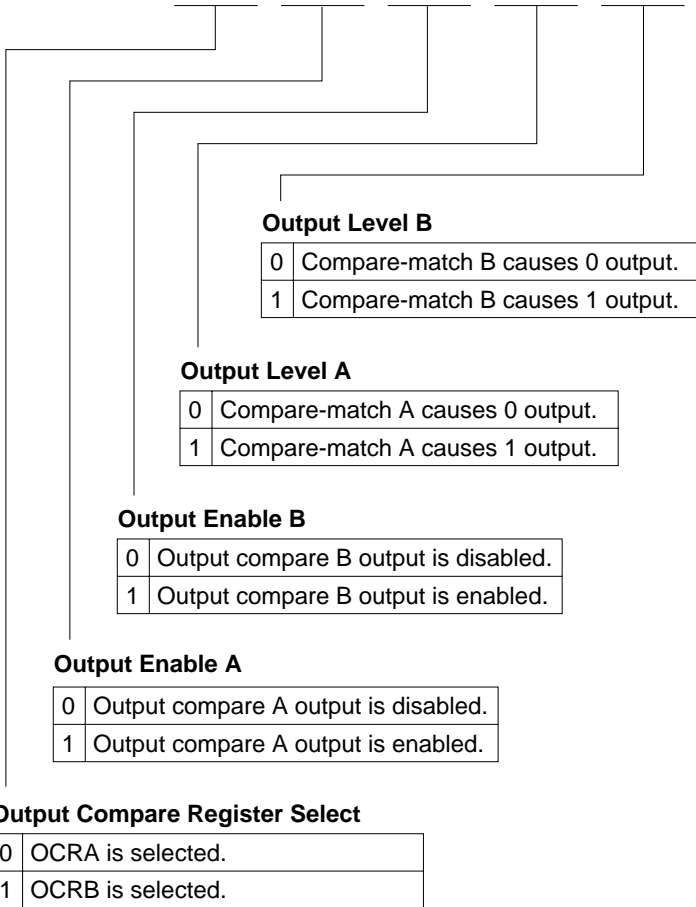 Output Level B
0 Compare-match B causes 0 output.
1 Compare-match B causes 1 output.
Output Level A
0 Compare-match A causes 0 output.
1 Compare-match A causes 1 output.
Output Enable B
0 Output compare B output is disabled.
1 Output compare B output is enabled.
Output Enable A
0 Output compare A output is disabled.
1 Output compare A output is enabled.
Output Compare Register Select
0 OCRA is selected.
1 OCRB is selected.